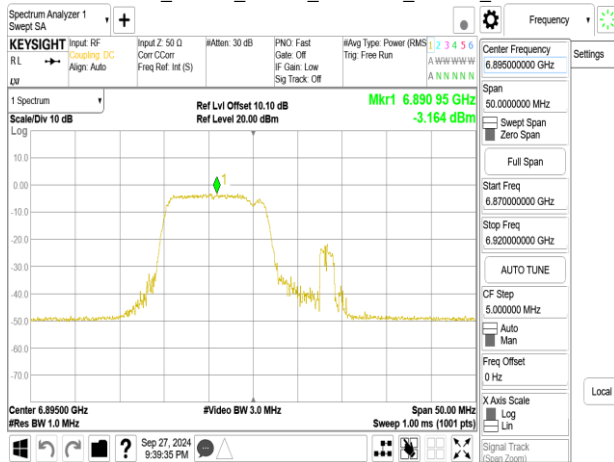 Spectrum Analyzer 1
Swept SA
+
Frequency
KEYSIGHT
RL
LXI
Input: RF
Coupling: DC
Align: Auto
Input Z: 50 Ω
Corr CCorr
Freq Ref: Int (S)
#Atten: 30 dB
PNO: Fast
Gate: Off
IF Gain: Low
Sig Track: Off
#Avg Type: Power (RMS
Trig: Free Run
1 2 3 4 5 6
A W W W W W
A N N N N N
Center Frequency
6.895000000 GHz
Settings
Span
50.0000000 MHz
Swept Span
Zero Span
Full Span
Start Freq
6.870000000 GHz
Stop Freq
6.920000000 GHz
AUTO TUNE
CF Step
5.000000 MHz
Auto
Man
Freq Offset
0 Hz
X Axis Scale
Log
Lin
Local
Signal Track
(Span Zoom)
1 Spectrum
Scale/Div 10 dB
Log
Ref Lvl Offset 10.10 dB
Ref Level 20.00 dBm
Mkr1 6.890 95 GHz
-3.164 dBm
10.0
0.00
-10.0
-20.0
-30.0
-40.0
-50.0
-60.0
-70.0
1
Center 6.89500 GHz
#Res BW 1.0 MHz
#Video BW 3.0 MHz
Span 50.00 MHz
Sweep 1.00 ms (1001 pts)
?
Sep 27, 2024
9:39:35 PM